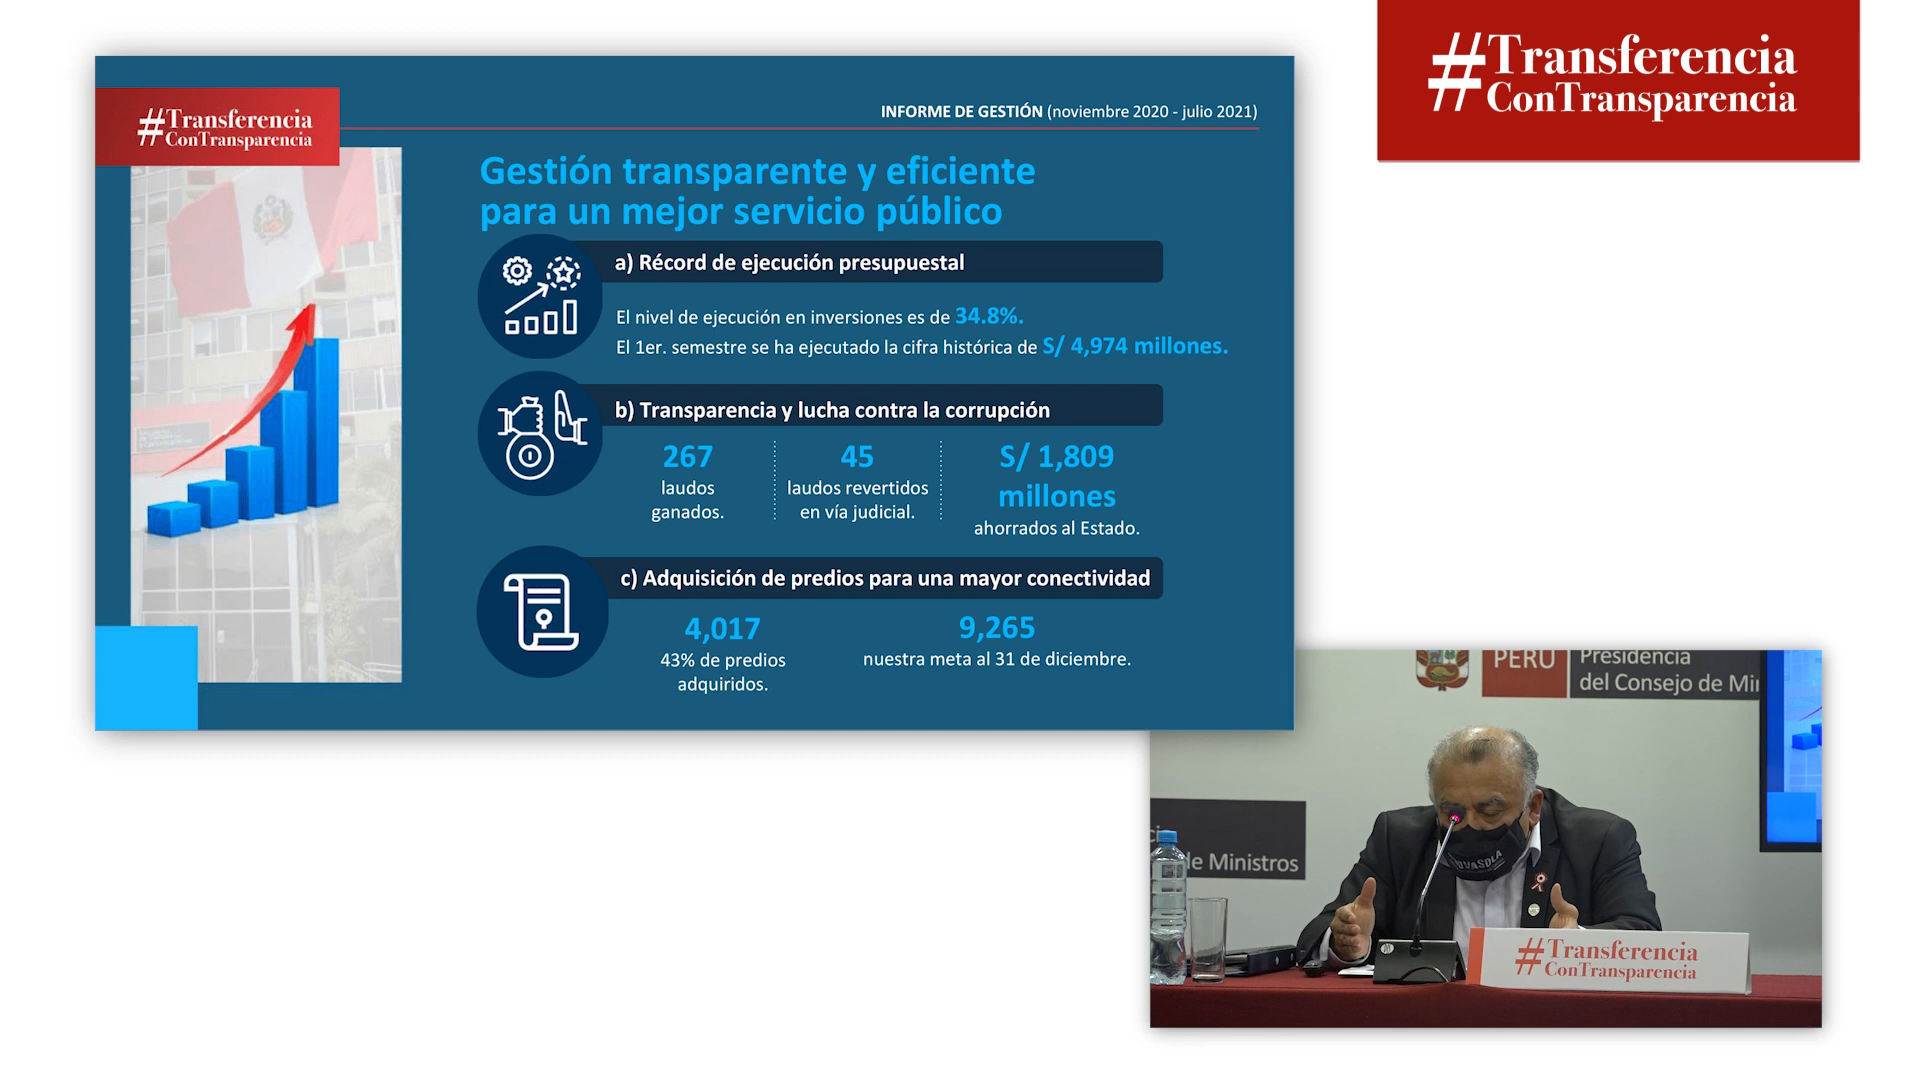 #Transferencia
ConTransparencia
#Transferencia
ConTransparencia
INFORME DE GESTIÓN (noviembre 2020 - julio 2021)
Gestión transparente y eficiente
para un mejor servicio público
a) Récord de ejecución presupuestal
El nivel de ejecución en inversiones es de 34.8%.
El 1er. semestre se ha ejecutado la cifra histórica de S/ 4,974 millones.
b) Transparencia y lucha contra la corrupción
267
laudos
ganados.
45
laudos revertidos
en vía judicial.
S/ 1,809
millones
ahorrados al Estado.
c) Adquisición de predios para una mayor conectividad
4,017
43% de predios
adquiridos.
9,265
nuestra meta al 31 de diciembre.
PERÚ
Presidencia
del Consejo de Mi
de Ministros
#Transferencia
ConTransparencia